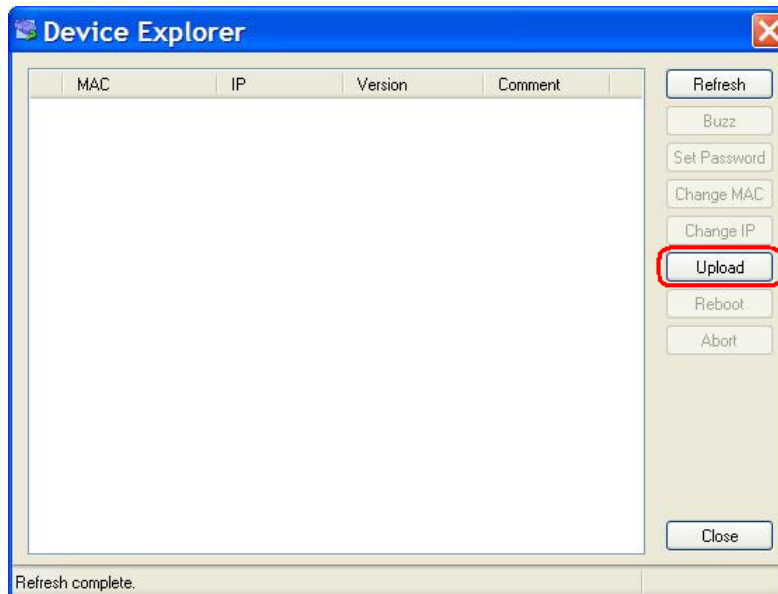 Device Explorer
MAC IP Version Comment
Refresh
Buzz
Set Password
Change MAC
Change IP
Upload
Reboot
Abort
Close
Refresh complete.